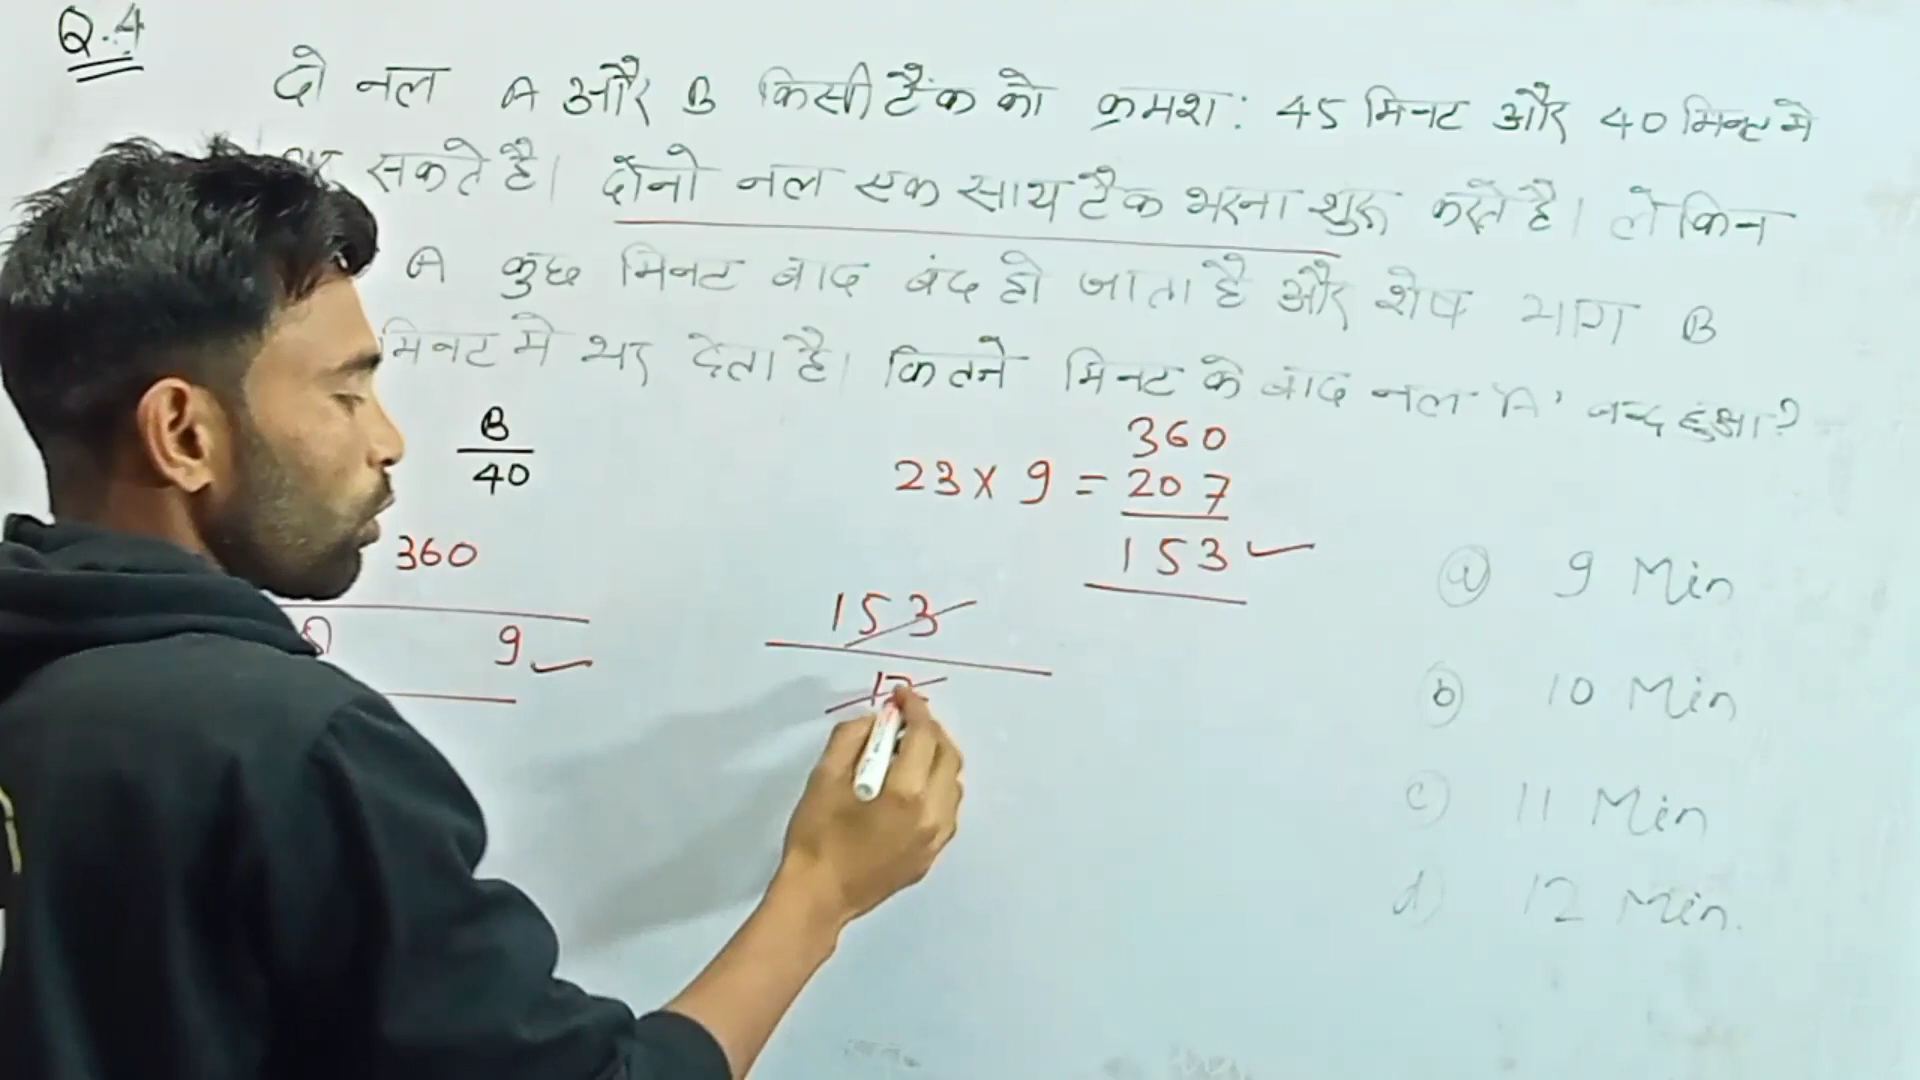 Q.4
दो नल A और B किसी टैंक को क्रमश: 45 मिनट और 40 मिनट मे
सकते है। दोनो नल एक साथ टैंक भरना शुरू करते है। लेकिन
A कुछ मिनट बाद बंद हो जाता है और शेष भाग B
मिनट मे भर देता है। कितने मिनट के बाद नल 'A' बन्द हुआ?
B
40
360
9
360
23 x 9 = 207
153
153
(a) 9 Min
(b) 10 Min
(c) 11 Min
(d) 12 Min.